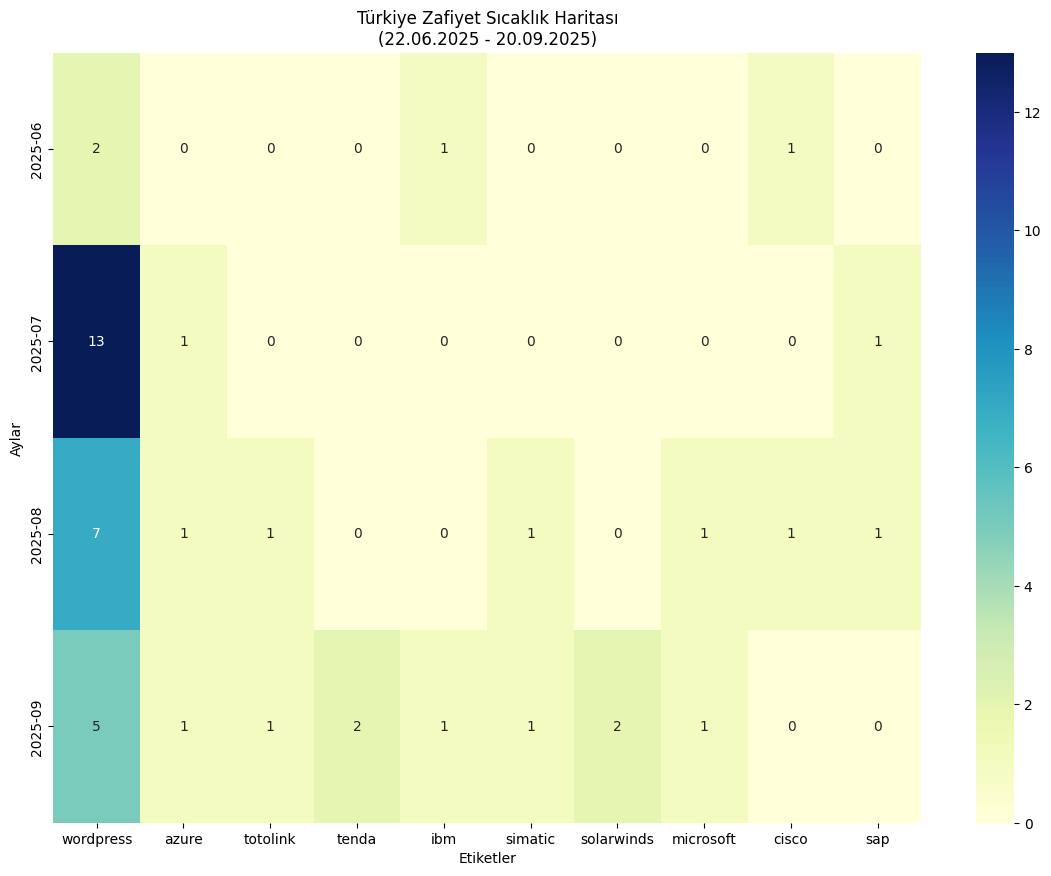 Türkiye Zafiyet Sıcaklık Haritası
(22.06.2025 - 20.09.2025)
Aylar
2025-06
2 0 0 0 1 0 0 0 1 0
2025-07
13 1 0 0 0 0 0 0 0 1
2025-08
7 1 1 0 0 1 0 1 1 1
2025-09
5 1 1 2 1 1 2 1 0 0
wordpress azure totolink tenda ibm simatic solarwinds microsoft cisco sap
Etiketler
12
10
8
6
4
2
0